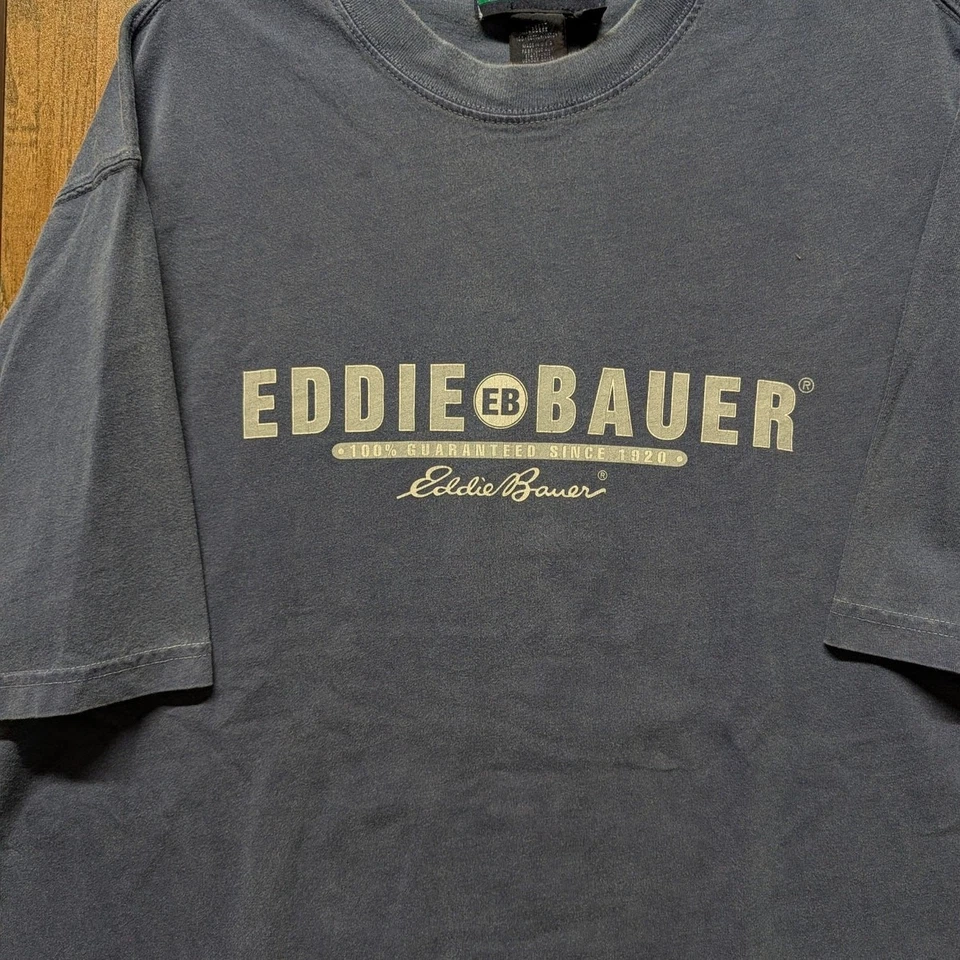 EDDIE EB BAUER®
•100% GUARANTEED SINCE 1920•
Eddie Bauer®